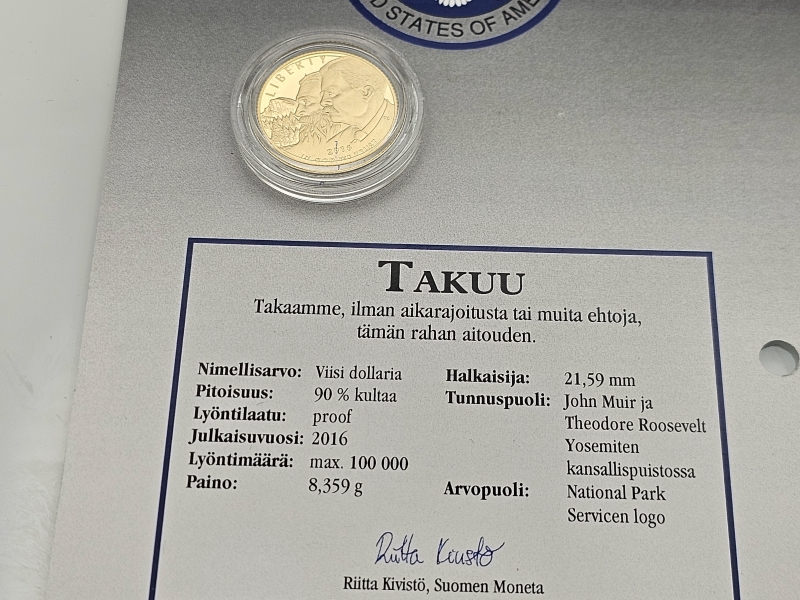 D STATES OF AME
LIBERTY
2016
TAKUU
Takaamme, ilman aikarajoitusta tai muita ehtoja,
tämän rahan aitouden.
Nimellisarvo: Viisi dollaria
Pitoisuus: 90 % kultaa
Lyöntilaatu: proof
Julkaisuvuosi: 2016
Lyöntimäärä: max. 100 000
Paino: 8,359 g
Halkaisija: 21,59 mm
Tunnuspuoli: John Muir ja
Theodore Roosevelt
Yosemiten
kansallispuistossa
Arvopuoli: National Park
Servicen logo
Riitta Kivistö
Riitta Kivistö, Suomen Moneta